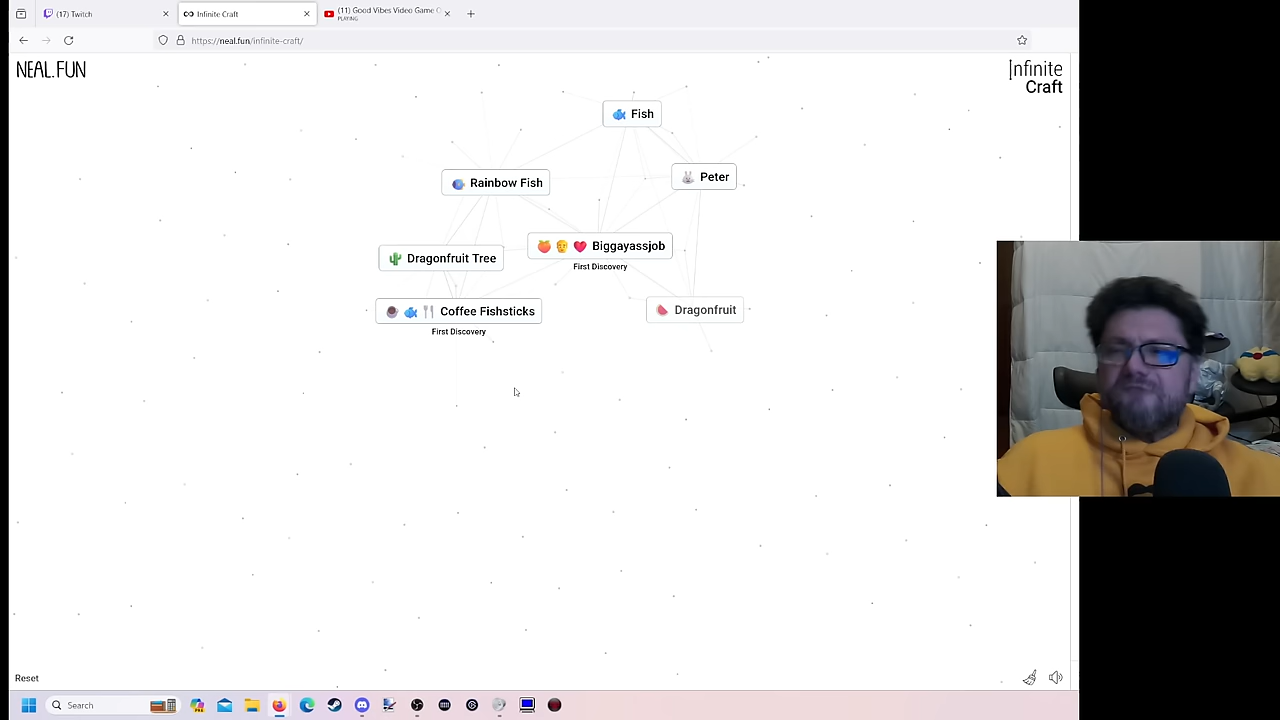 (17) Twitch
Infinite Craft
(11) Good Vibes Video Game
PLAYING
https://neal.fun/infinite-craft/
NEAL.FUN
Infinite
Craft
Fish
Rainbow Fish
Peter
Biggayassjob
First Discovery
Dragonfruit Tree
Coffee Fishsticks
First Discovery
Dragonfruit
Reset
Search